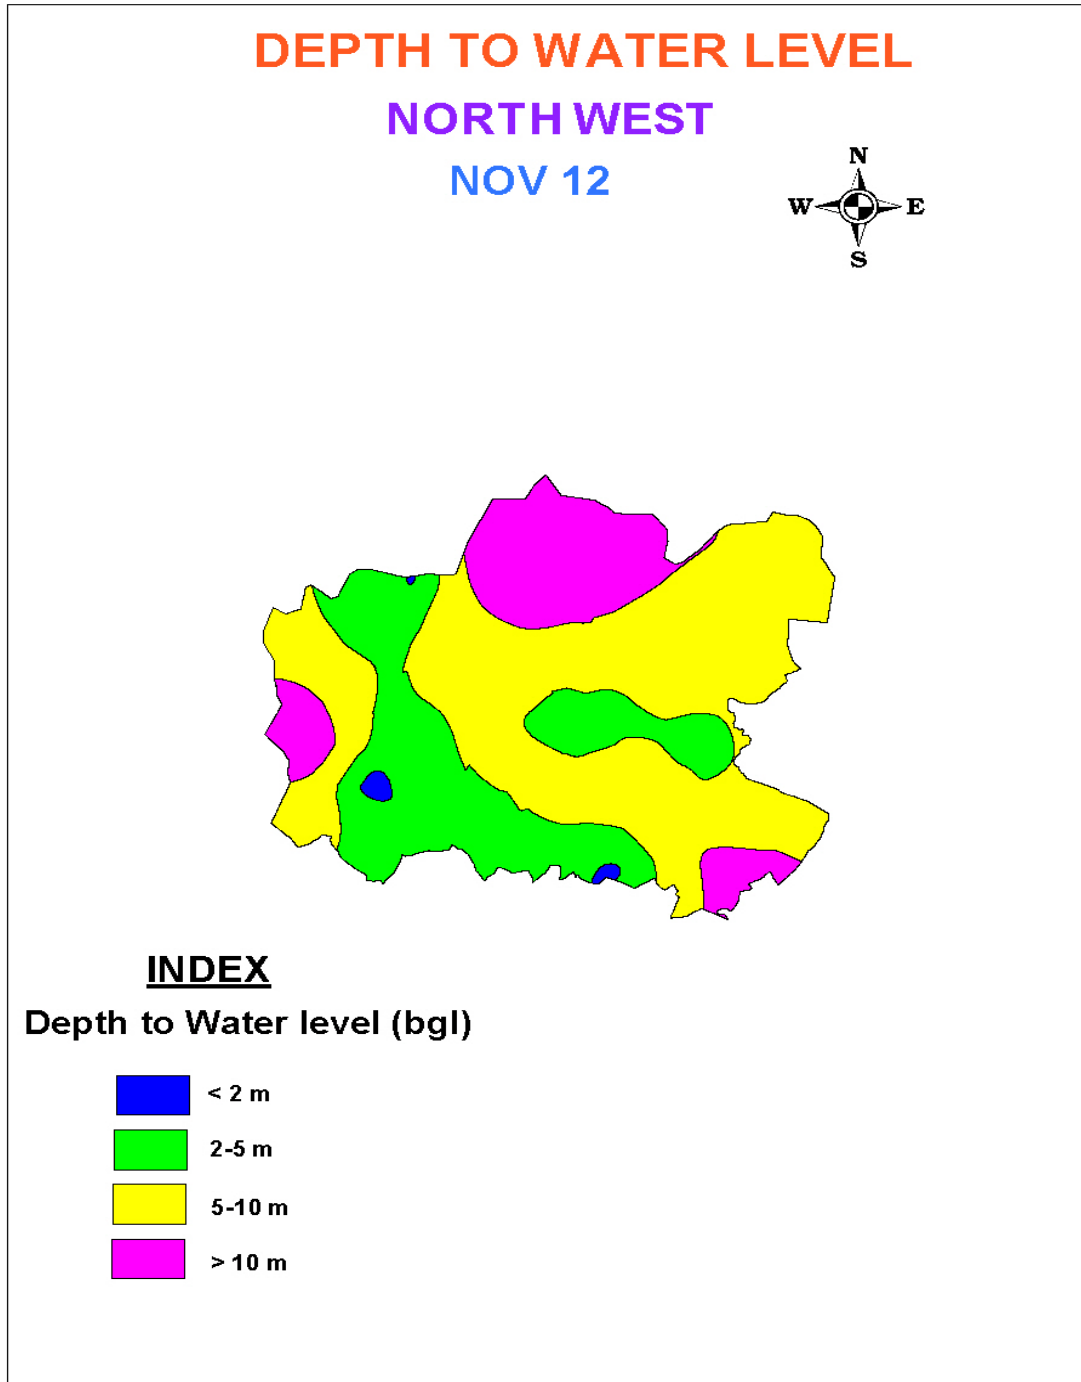 DEPTH TO WATER LEVEL
NORTH WEST
NOV 12
N
W E
S
INDEX
Depth to Water level (bgl)
< 2 m
2-5 m
5-10 m
> 10 m